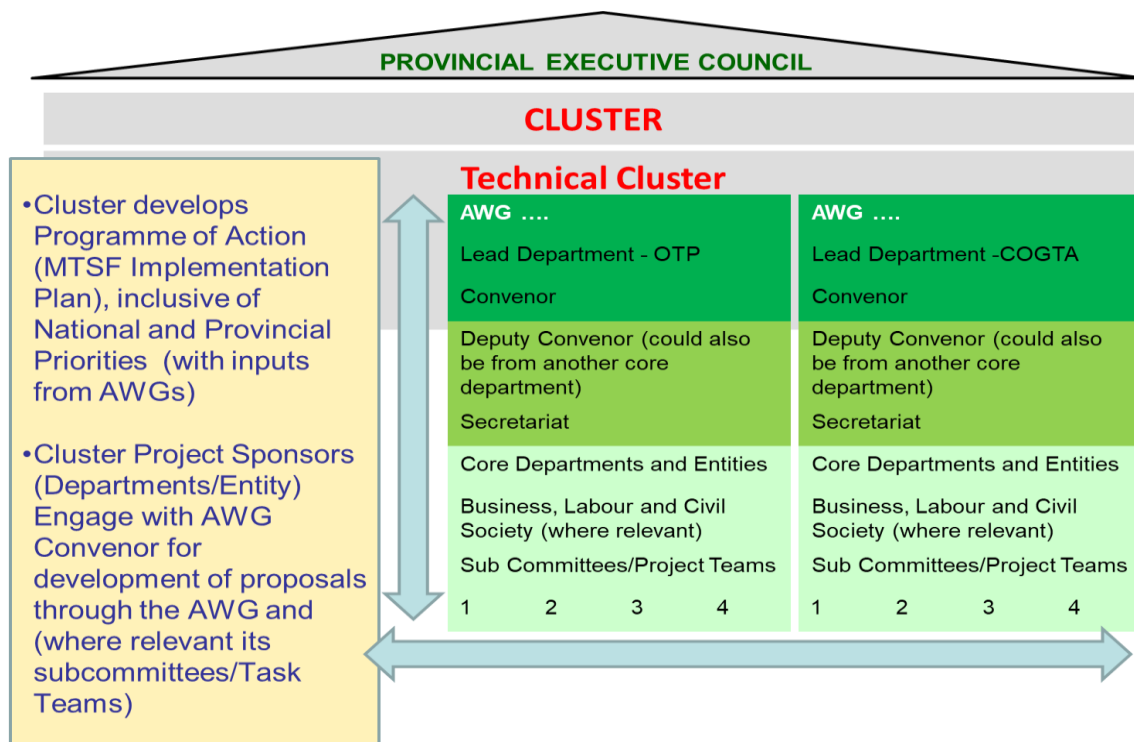 PROVINCIAL EXECUTIVE COUNCIL
CLUSTER
Technical Cluster
•Cluster develops
Programme of Action
(MTSF Implementation
Plan), inclusive of
National and Provincial
Priorities (with inputs
from AWGs)
•Cluster Project Sponsors
(Departments/Entity)
Engage with AWG
Convenor for
development of proposals
through the AWG and
(where relevant its
subcommittees/Task
Teams)
AWG ....
Lead Department - OTP
Convenor
Deputy Convenor (could also
be from another core
department)
Secretariat
Core Departments and Entities
Business, Labour and Civil
Society (where relevant)
Sub Committees/Project Teams
1 2 3 4
AWG ....
Lead Department -COGTA
Convenor
Deputy Convenor (could also
be from another core
department)
Secretariat
Core Departments and Entities
Business, Labour and Civil
Society (where relevant)
Sub Committees/Project Teams
1 2 3 4